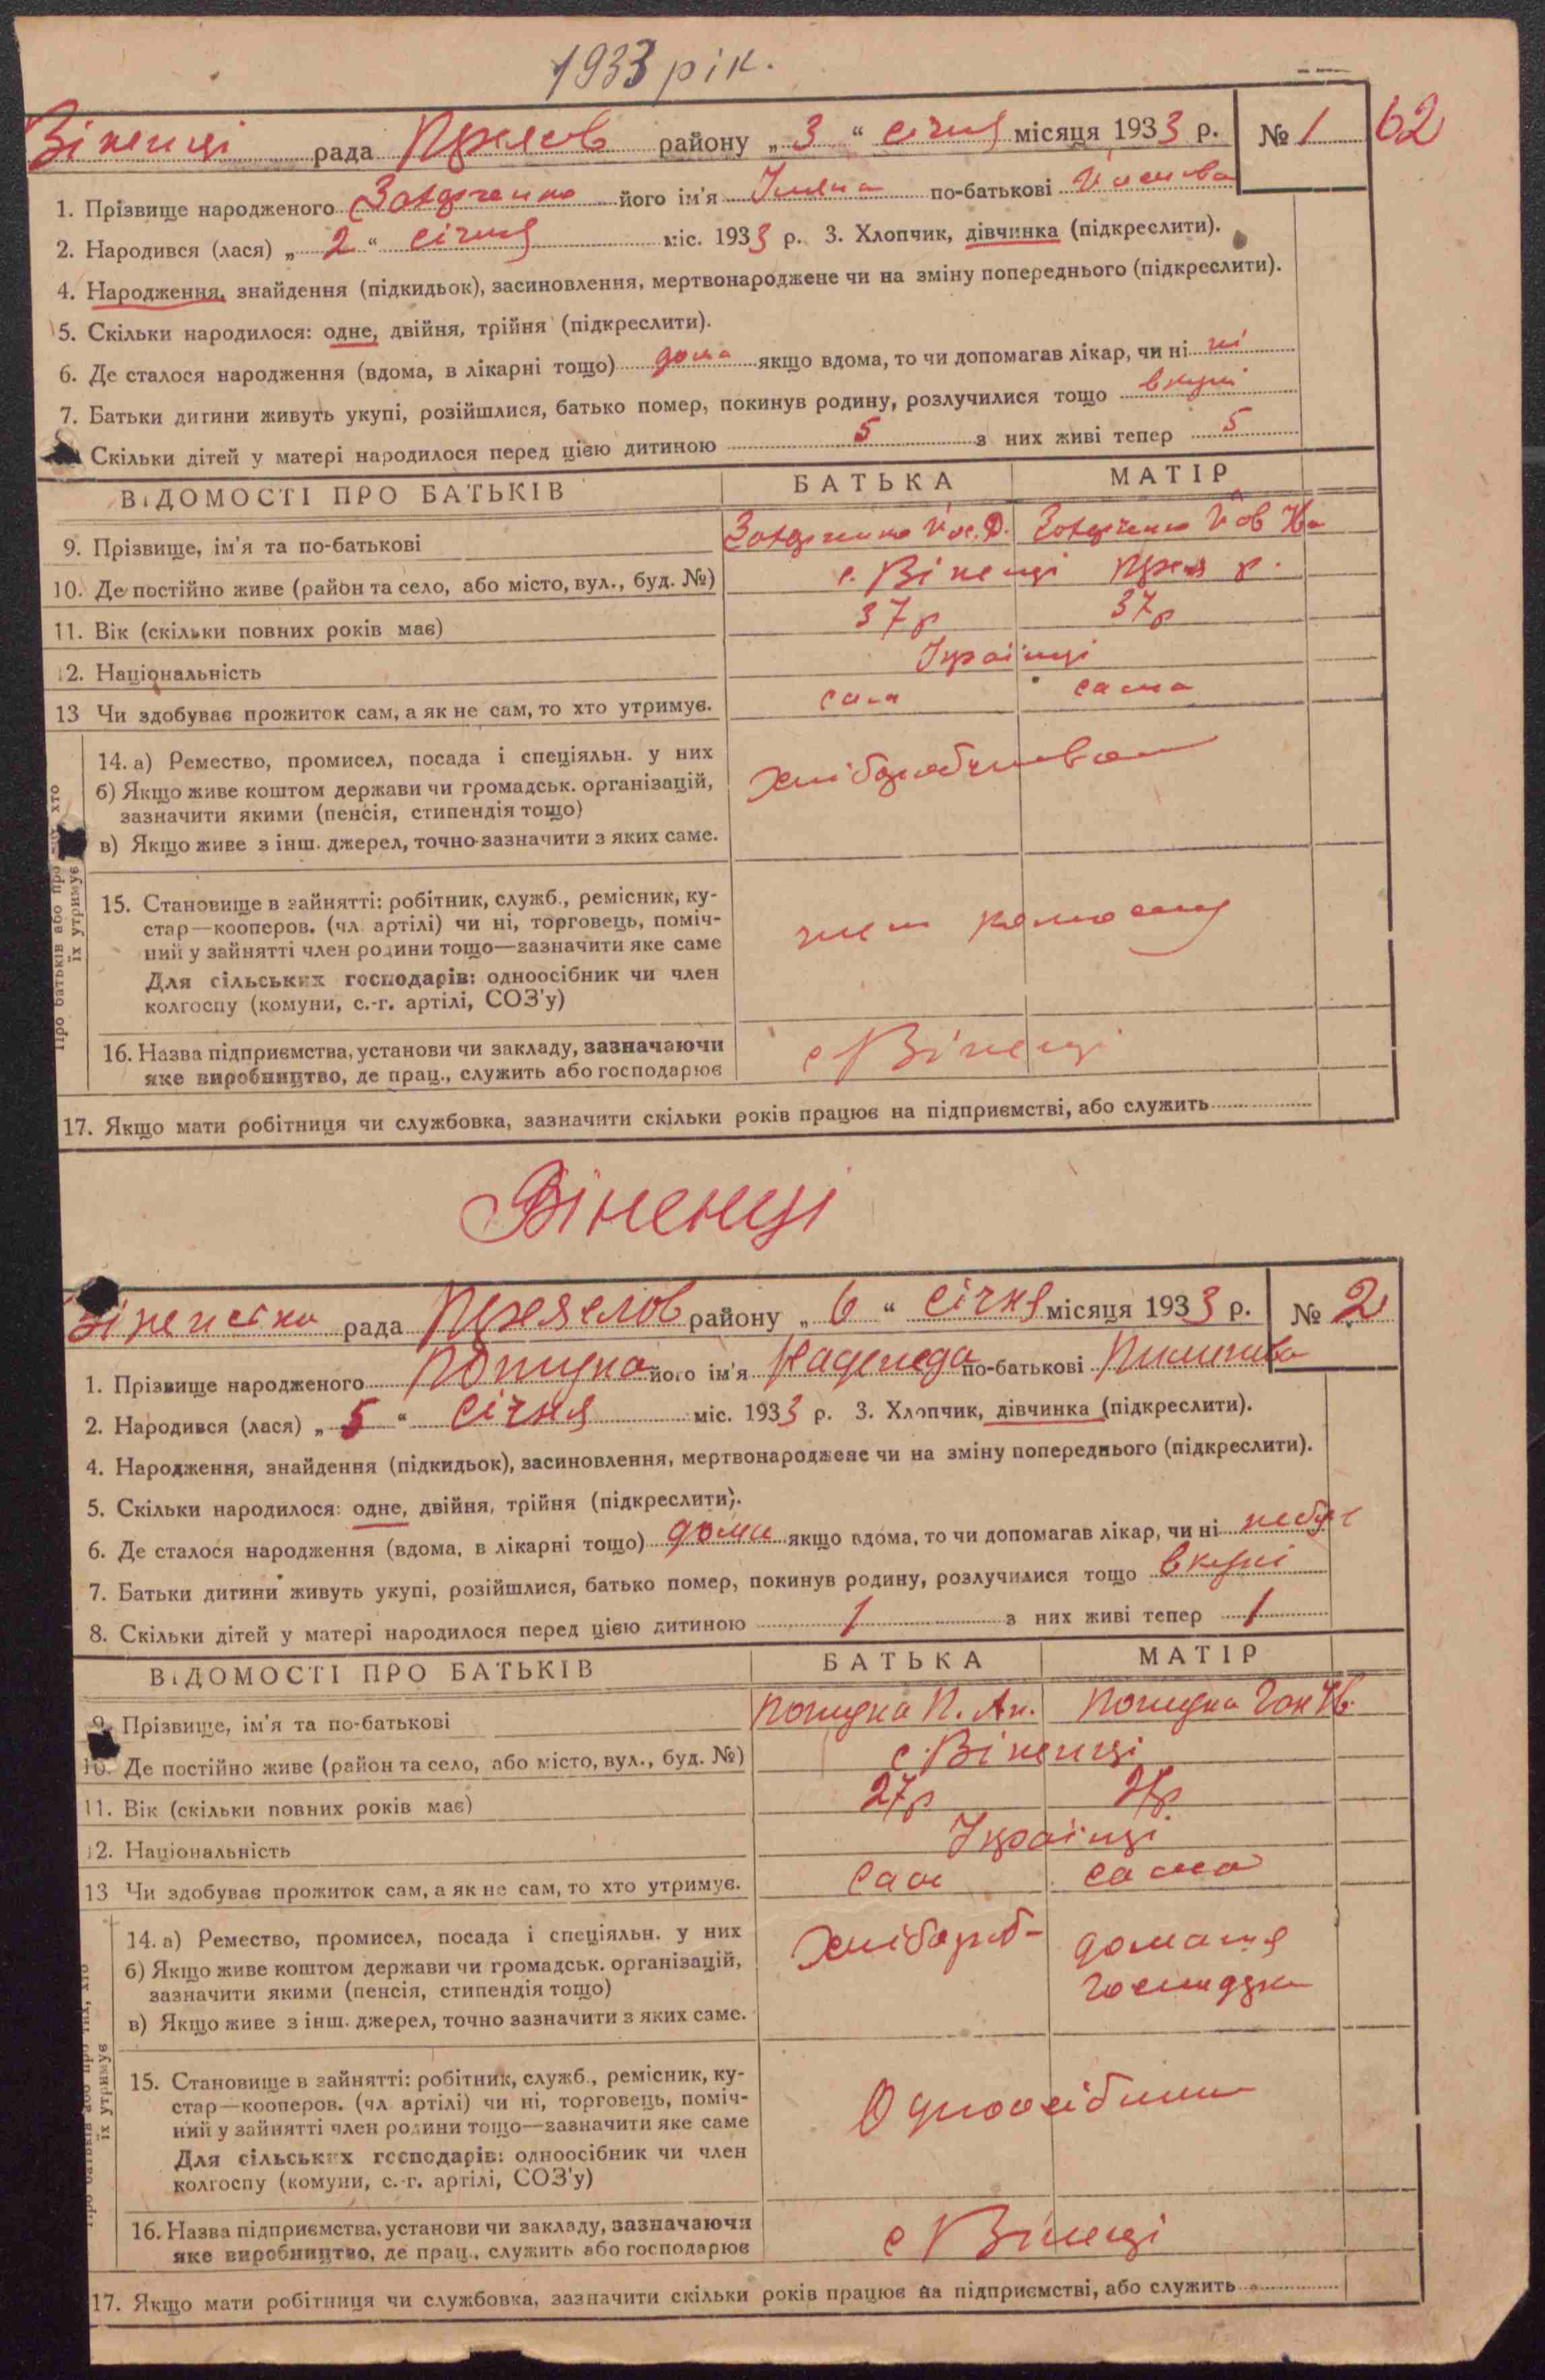 1933 рік.
Віненці рада району „ 3 “ січня місяця 1933 р. № 1 62
1. Прізвище народженого його ім'я по-батькові
2. Народився (лася) „ 2 “ січня міс. 1933 р. 3. Хлопчик, дівчинка (підкреслити).
4. Народження, знайдення (підкидьок), засиновлення, мертвонароджене чи на зміну попереднього (підкреслити).
5. Скільки народилося: одне, двійня, трійня (підкреслити).
6. Де сталося народження (вдома, в лікарні тощо) дома якщо вдома, то чи допомагав лікар, чи ні ні
7. Батьки дитини живуть укупі, розійшлися, батько помер, покинув родину, розлучилися тощо вкупі
Скільки дітей у матері народилося перед цією дитиною 5 з них живі тепер 5
ВІДОМОСТІ ПРО БАТЬКІВ БАТЬКА МАТІР
9. Прізвище, ім'я та по-батькові
10. Де постійно живе (район та село, або місто, вул., буд. №) с. Віненці р.
11. Вік (скільки повних років має) 37 р 37 р
12. Національність Українці
13 Чи здобуває прожиток сам, а як не сам, то хто утримує. сам сама
14. а) Ремество, промисел, посада і спеціяльн. у них
б) Якщо живе коштом держави чи громадськ. організацій,
зазначити якими (пенсія, стипендія тощо)
в) Якщо живе з інш. джерел, точно зазначити з яких саме.
Про батьків або про хто
їх утримує
15. Становище в зайнятті: робітник, служб., ремісник, ку-
стар—кооперов. (чл. артілі) чи ні, торговець, поміч-
ний у зайнятті член родини тощо—зазначити яке саме
Для сільських господарів: одноосібник чи член
колгоспу (комуни, с.-г. артілі, СОЗ'у)
член колгоспу
16. Назва підприємства, установи чи закладу, зазначаючи
яке виробництво, де прац., служить або господарює
с Віненці
17. Якщо мати робітниця чи службовка, зазначити скільки років працює на підприємстві, або служить
Віненці
рада району „ 6 “ січня місяця 1933 р. № 2
1. Прізвище народженого його ім'я Надежда по-батькові
2. Народився (лася) „ 5 “ Січня міс. 1933 р. 3. Хлопчик, дівчинка (підкреслити).
4. Народження, знайдення (підкидьок), засиновлення, мертвонароджене чи на зміну попереднього (підкреслити).
5. Скільки народилося: одне, двійня, трійня (підкреслити).
6. Де сталося народження (вдома, в лікарні тощо) дома якщо вдома, то чи допомагав лікар, чи ні
7. Батьки дитини живуть укупі, розійшлися, батько помер, покинув родину, розлучилися тощо вкупі
8. Скільки дітей у матері народилося перед цією дитиною 1 з них живі тепер 1
ВІДОМОСТІ ПРО БАТЬКІВ БАТЬКА МАТІР
9. Прізвище, ім'я та по-батькові
10. Де постійно живе (район та село, або місто, вул., буд. №) с. Віненці
11. Вік (скільки повних років має) 27 р
12. Національність Українці
13 Чи здобуває прожиток сам, а як не сам, то хто утримує. Сам сама
14. а) Ремество, промисел, посада і спеціяльн. у них
б) Якщо живе коштом держави чи громадськ. організацій,
зазначити якими (пенсія, стипендія тощо)
в) Якщо живе з інш. джерел, точно зазначити з яких саме.
домашня
їх утримує
15. Становище в зайнятті: робітник, служб., ремісник, ку-
стар—кооперов. (чл артілі) чи ні, торговець, поміч-
ний у зайнятті член родини тощо—зазначити яке саме
Для сільських господарів: одноосібник чи член
колгоспу (комуни, с.-г. артілі, СОЗ'у)
Одноосібники
16. Назва підприємства, установи чи закладу, зазначаючи
яке виробництво, де прац., служить або господарює
с Віненці
17. Якщо мати робітниця чи службовка, зазначити скільки років працює на підприємстві, або служить